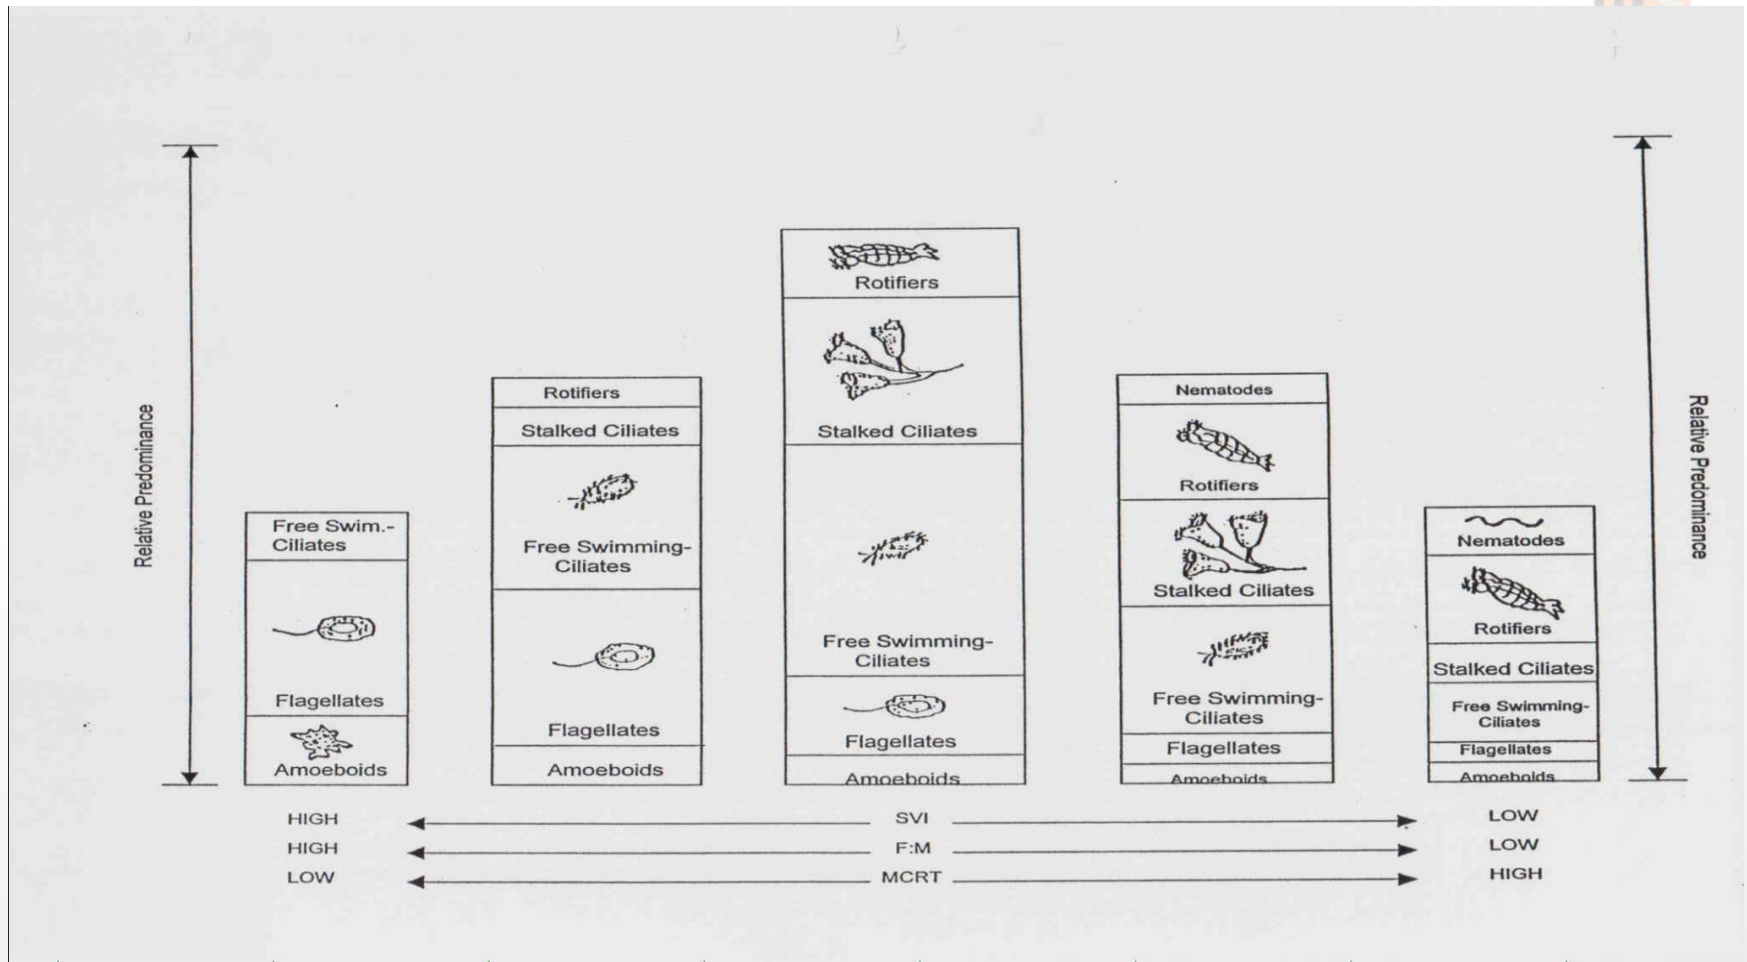 Relative Predominance
Free Swim.-
Ciliates
Flagellates
Amoeboids
Rotifiers
Stalked Ciliates
Free Swimming-
Ciliates
Flagellates
Amoeboids
Rotifiers
Stalked Ciliates
Free Swimming-
Ciliates
Flagellates
Amoeboids
Nematodes
Rotifiers
Stalked Ciliates
Free Swimming-
Ciliates
Flagellates
Amoeboids
Nematodes
Rotifiers
Stalked Ciliates
Free Swimming-
Ciliates
Flagellates
Amoeboids
Relative Predominance
HIGH SVI LOW
HIGH F:M LOW
LOW MCRT HIGH